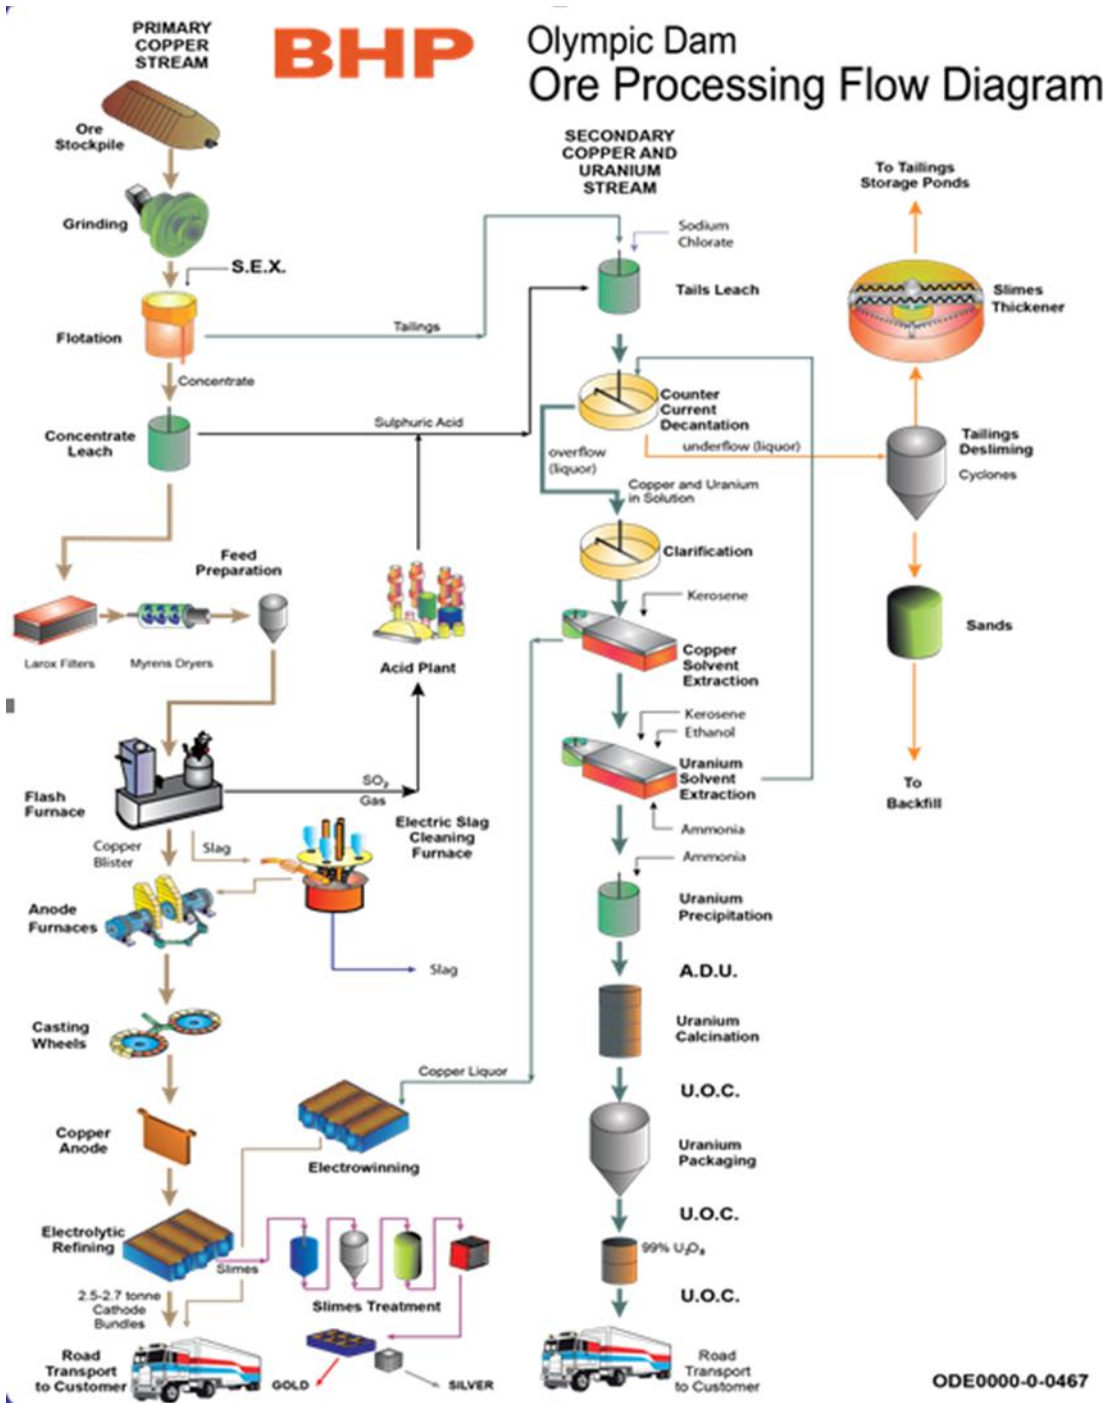 PRIMARY
COPPER
STREAM
BHP
Olympic Dam
Ore Processing Flow Diagram
Ore
Stockpile
Grinding
S.E.X.
Flotation
Tailings
Concentrate
Concentrate
Leach
Sulphuric Acid
Feed
Preparation
Larox Filters
Myrens Dryers
Acid Plant
Flash
Furnace
SO₂
Gas
Copper
Blister
Slag
Electric Slag
Cleaning
Furnace
Anode
Furnaces
Slag
Casting
Wheels
Copper Liquor
Copper
Anode
Electrowinning
Electrolytic
Refining
Slimes
Slimes Treatment
2.5-2.7 tonne
Cathode
Bundles
Road
Transport
to Customer
GOLD
SILVER
SECONDARY
COPPER AND
URANIUM
STREAM
Sodium
Chlorate
Tails Leach
Counter
Current
Decantation
underflow (liquor)
overflow
(liquor)
Copper and Uranium
in Solution
Clarification
Kerosene
Copper
Solvent
Extraction
Kerosene
Ethanol
Uranium
Solvent
Extraction
Ammonia
Ammonia
Uranium
Precipitation
A.D.U.
Uranium
Calcination
U.O.C.
Uranium
Packaging
U.O.C.
99% U₃O₈
U.O.C.
Road
Transport
to Customer
To Tailings
Storage Ponds
Slimes
Thickener
Tailings
Desliming
Cyclones
Sands
To
Backfill
ODE0000-0-0467